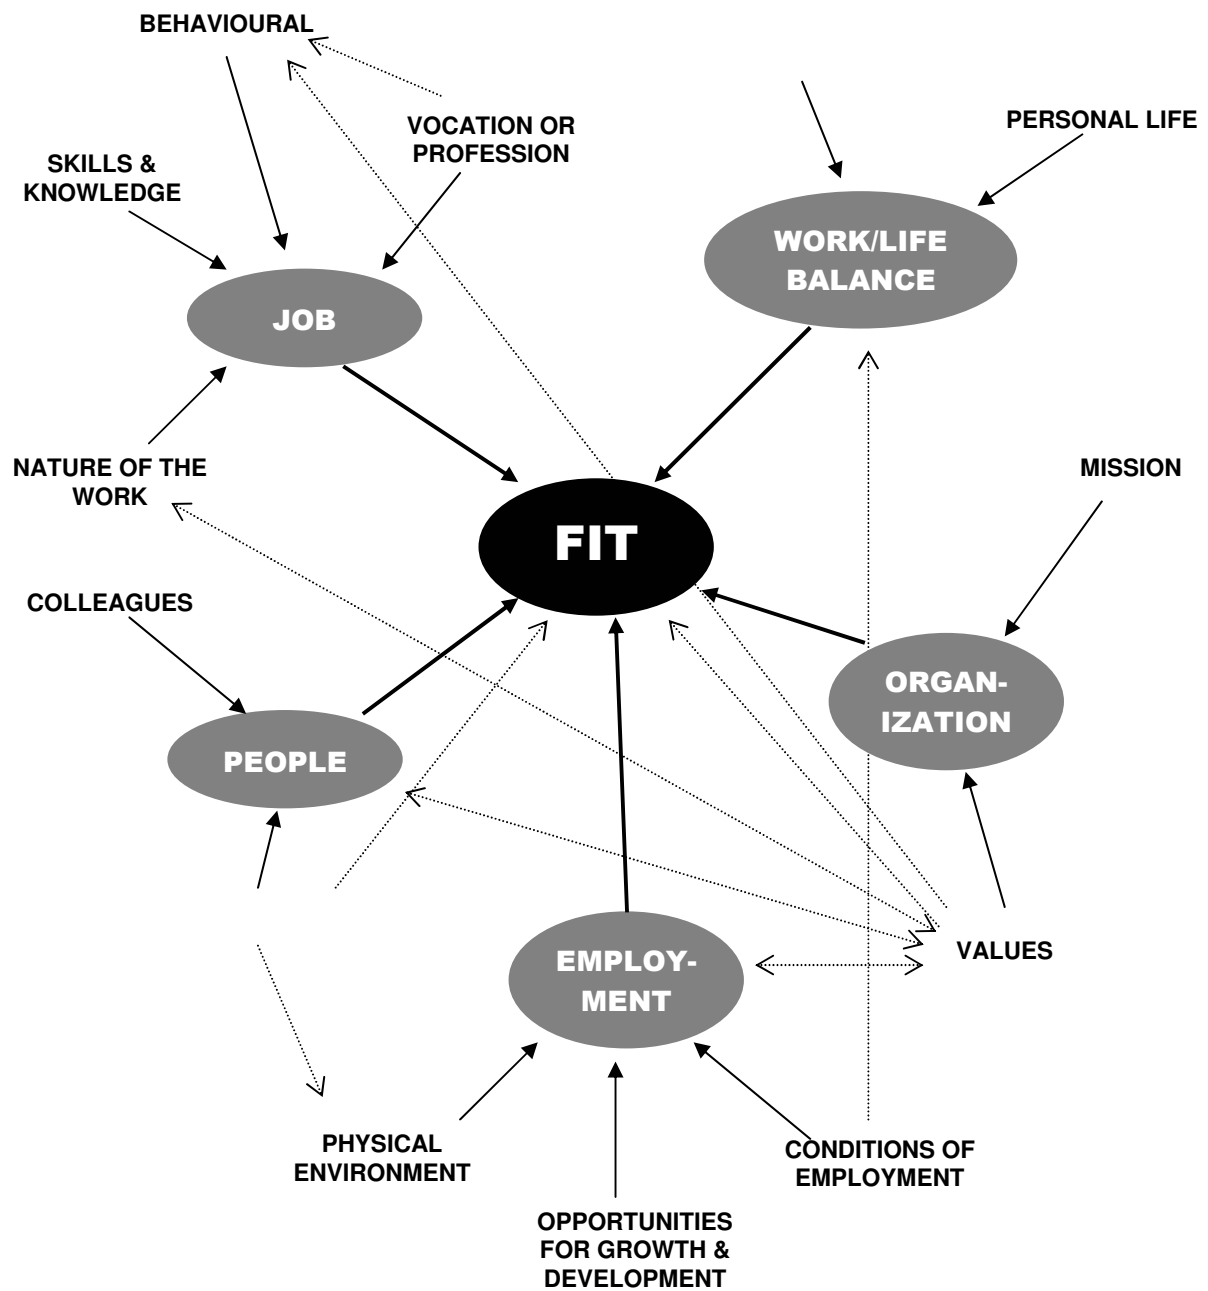 BEHAVIOURAL
VOCATION OR
PROFESSION
PERSONAL LIFE
SKILLS &
KNOWLEDGE
WORK/LIFE
BALANCE
JOB
NATURE OF THE
WORK
MISSION
FIT
COLLEAGUES
ORGAN-
IZATION
PEOPLE
VALUES
EMPLOY-
MENT
PHYSICAL
ENVIRONMENT
CONDITIONS OF
EMPLOYMENT
OPPORTUNITIES
FOR GROWTH &
DEVELOPMENT